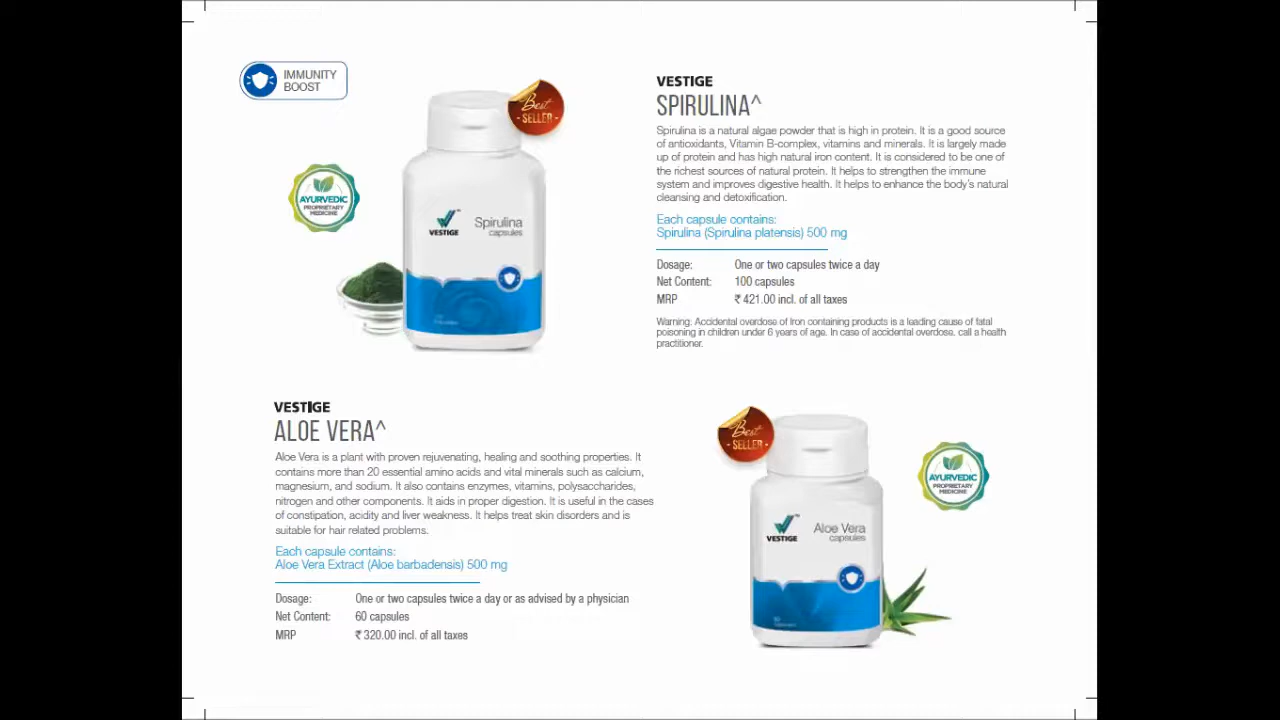 IMMUNITY
BOOST
Best
- SELLER -
AYURVEDIC
PROPRIETARY
MEDICINE
VESTIGE
Spirulina
capsules
VESTIGE
SPIRULINA^
Spirulina is a natural algae powder that is high in protein. It is a good source
of antioxidants, Vitamin B-complex, vitamins and minerals. It is largely made
up of protein and has high natural iron content. It is considered to be one of
the richest sources of natural protein. It helps to strengthen the immune
system and improves digestive health. It helps to enhance the body's natural
cleansing and detoxification.
Each capsule contains:
Spirulina (Spirulina platensis) 500 mg
Dosage: One or two capsules twice a day
Net Content: 100 capsules
MRP ₹ 421.00 incl. of all taxes
Warning: Accidental overdose of Iron containing products is a leading cause of fatal
poisoning in children under 6 years of age. In case of accidental overdose, call a health
practitioner.
VESTIGE
ALOE VERA^
Aloe Vera is a plant with proven rejuvenating, healing and soothing properties. It
contains more than 20 essential amino acids and vital minerals such as calcium,
magnesium, and sodium. It also contains enzymes, vitamins, polysaccharides,
nitrogen and other components. It aids in proper digestion. It is useful in the cases
of constipation, acidity and liver weakness. It helps treat skin disorders and is
suitable for hair related problems.
Each capsule contains:
Aloe Vera Extract (Aloe barbadensis) 500 mg
Dosage: One or two capsules twice a day or as advised by a physician
Net Content: 60 capsules
MRP ₹ 320.00 incl. of all taxes
Best
- SELLER -
VESTIGE
Aloe Vera
capsules
AYURVEDIC
PROPRIETARY
MEDICINE